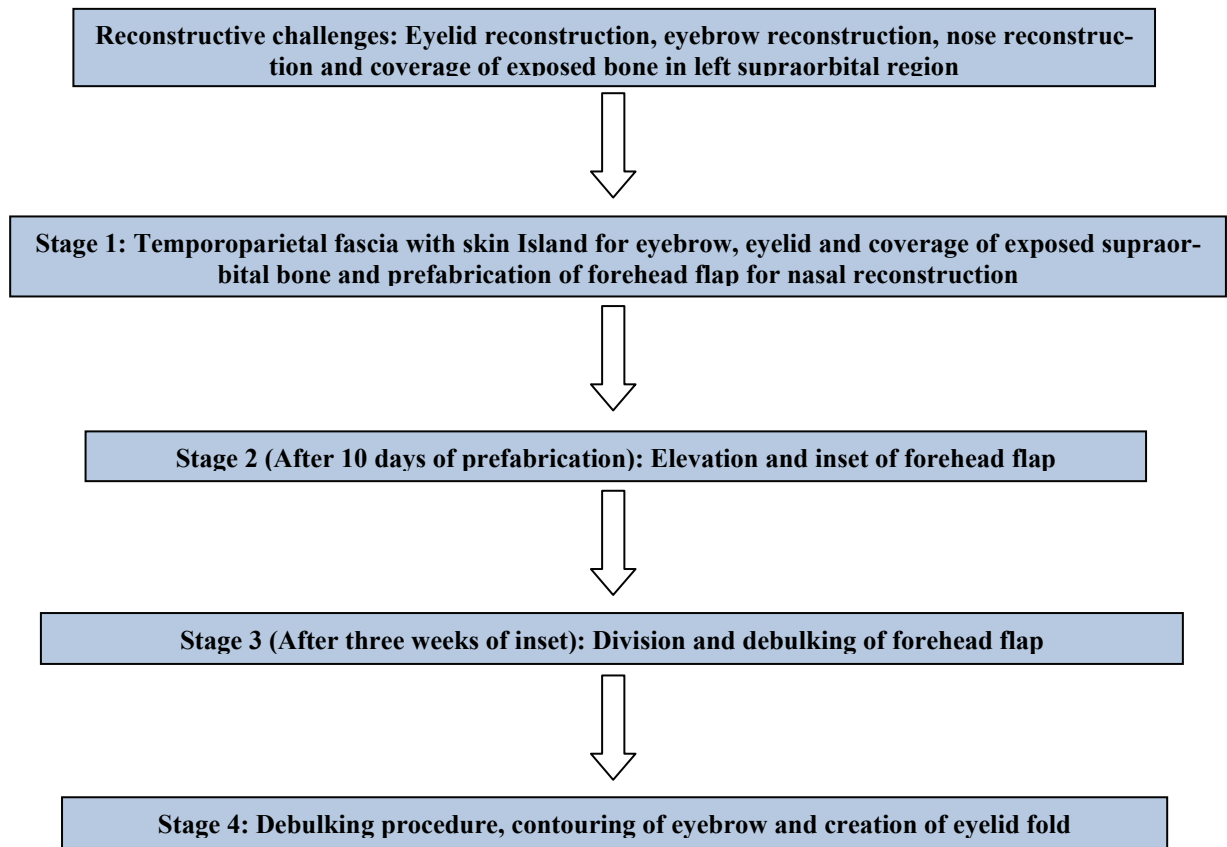 Reconstructive challenges: Eyelid reconstruction, eyebrow reconstruction, nose reconstruc-
tion and coverage of exposed bone in left supraorbital region
Stage 1: Temporoparietal fascia with skin Island for eyebrow, eyelid and coverage of exposed supraor-
bital bone and prefabrication of forehead flap for nasal reconstruction
Stage 2 (After 10 days of prefabrication): Elevation and inset of forehead flap
Stage 3 (After three weeks of inset): Division and debulking of forehead flap
Stage 4: Debulking procedure, contouring of eyebrow and creation of eyelid fold